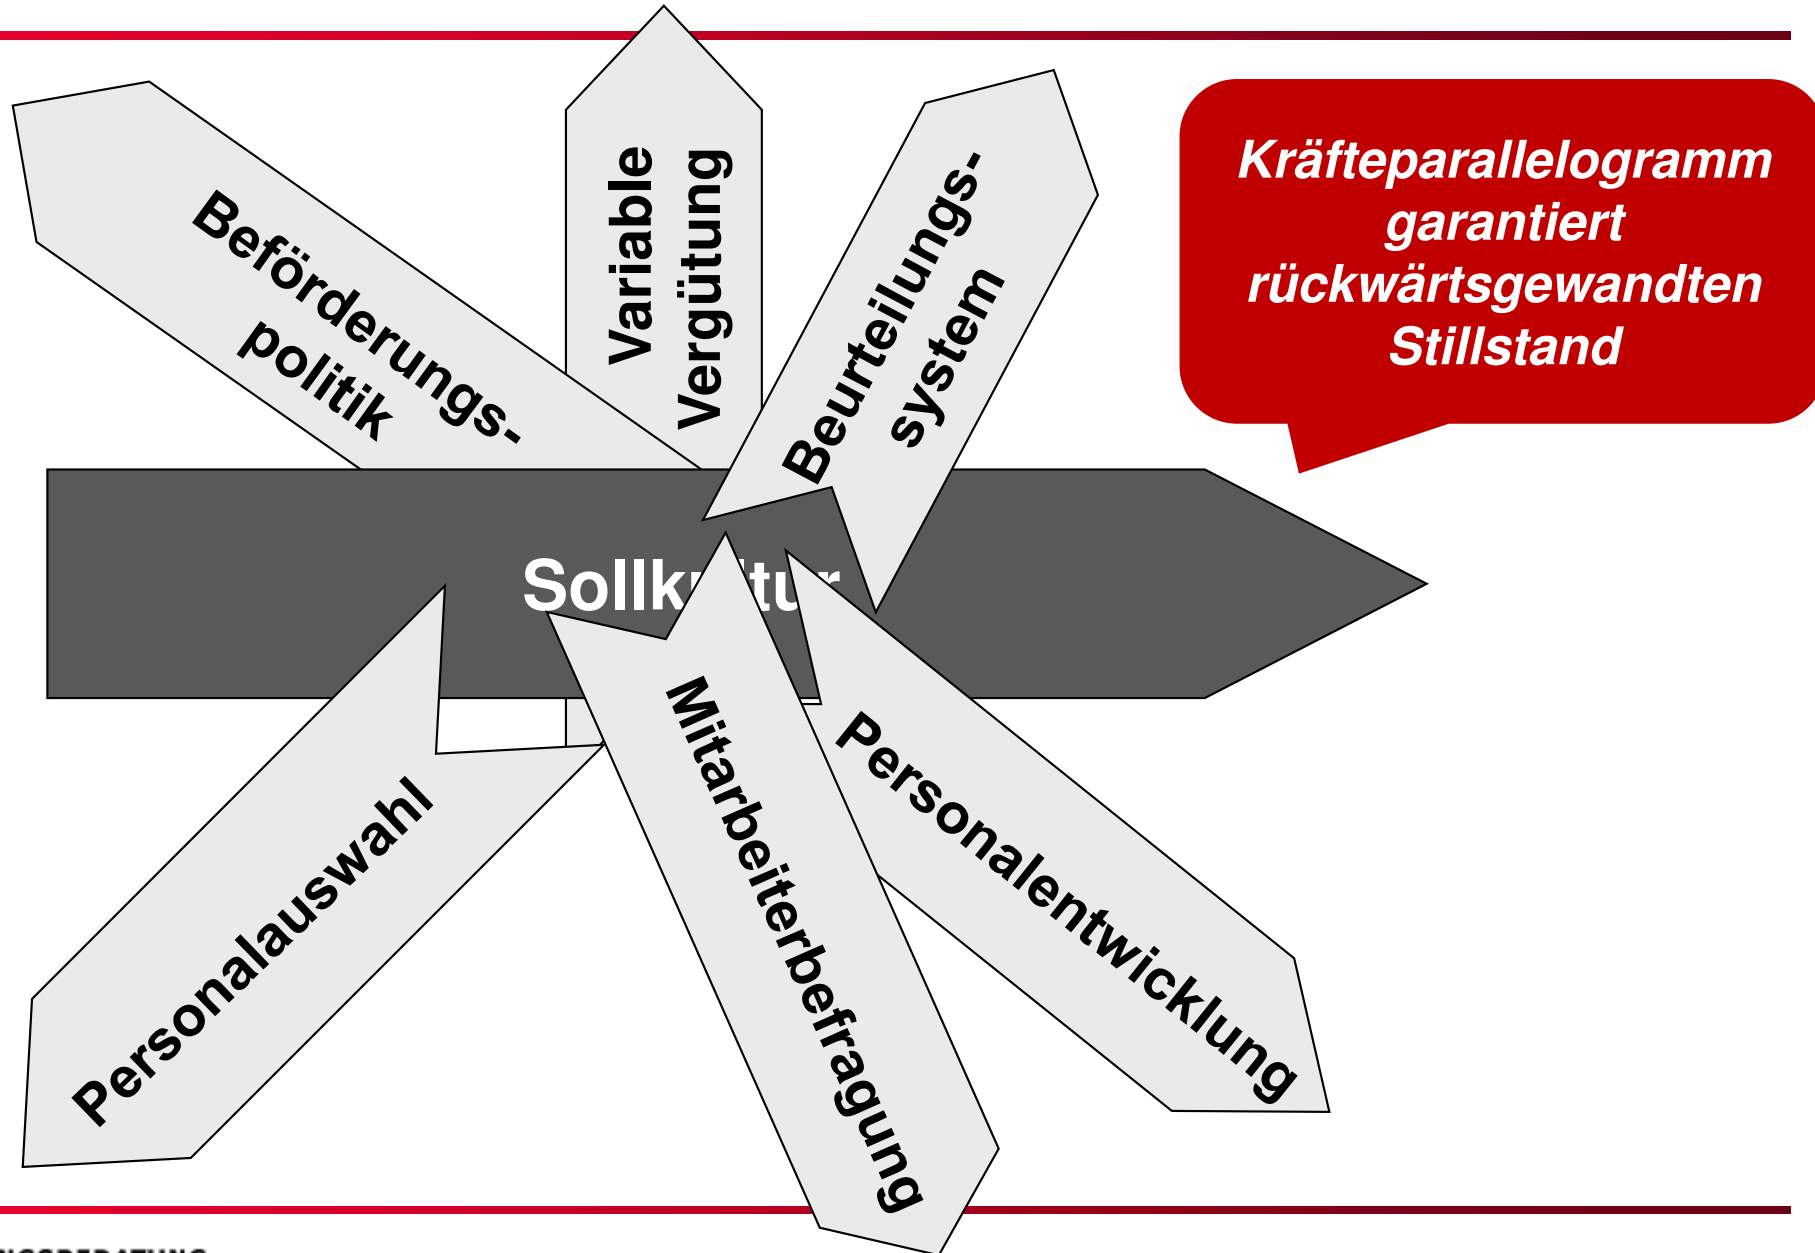 Beförderungs-
politik
Variable
Vergütung
Beurteilungs-
system
Kräfteparallelogramm
garantiert
rückwärtsgewandten
Stillstand
Personalauswahl
Mitarbeiterbefragung
Personalentwicklung